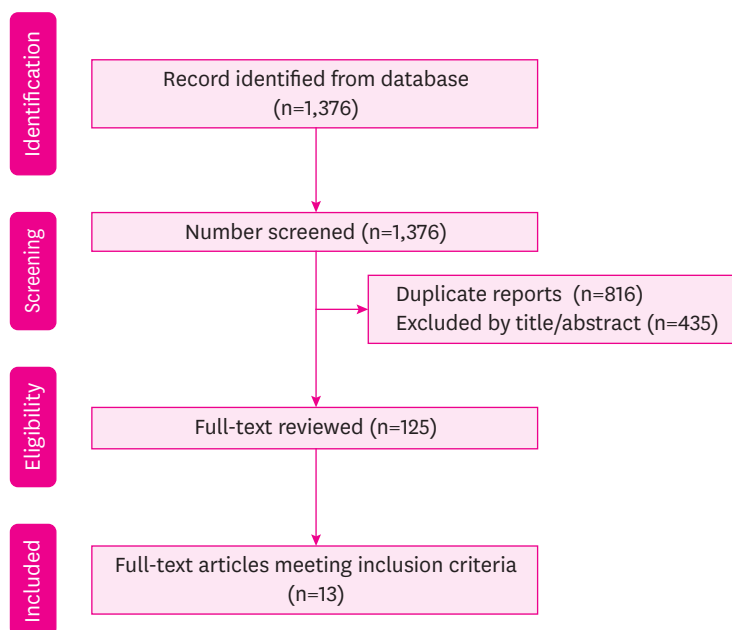 Identification
Record identified from database
(n=1,376)
Screening
Number screened (n=1,376)
Duplicate reports (n=816)
Excluded by title/abstract (n=435)
Eligibility
Full-text reviewed (n=125)
Included
Full-text articles meeting inclusion criteria
(n=13)